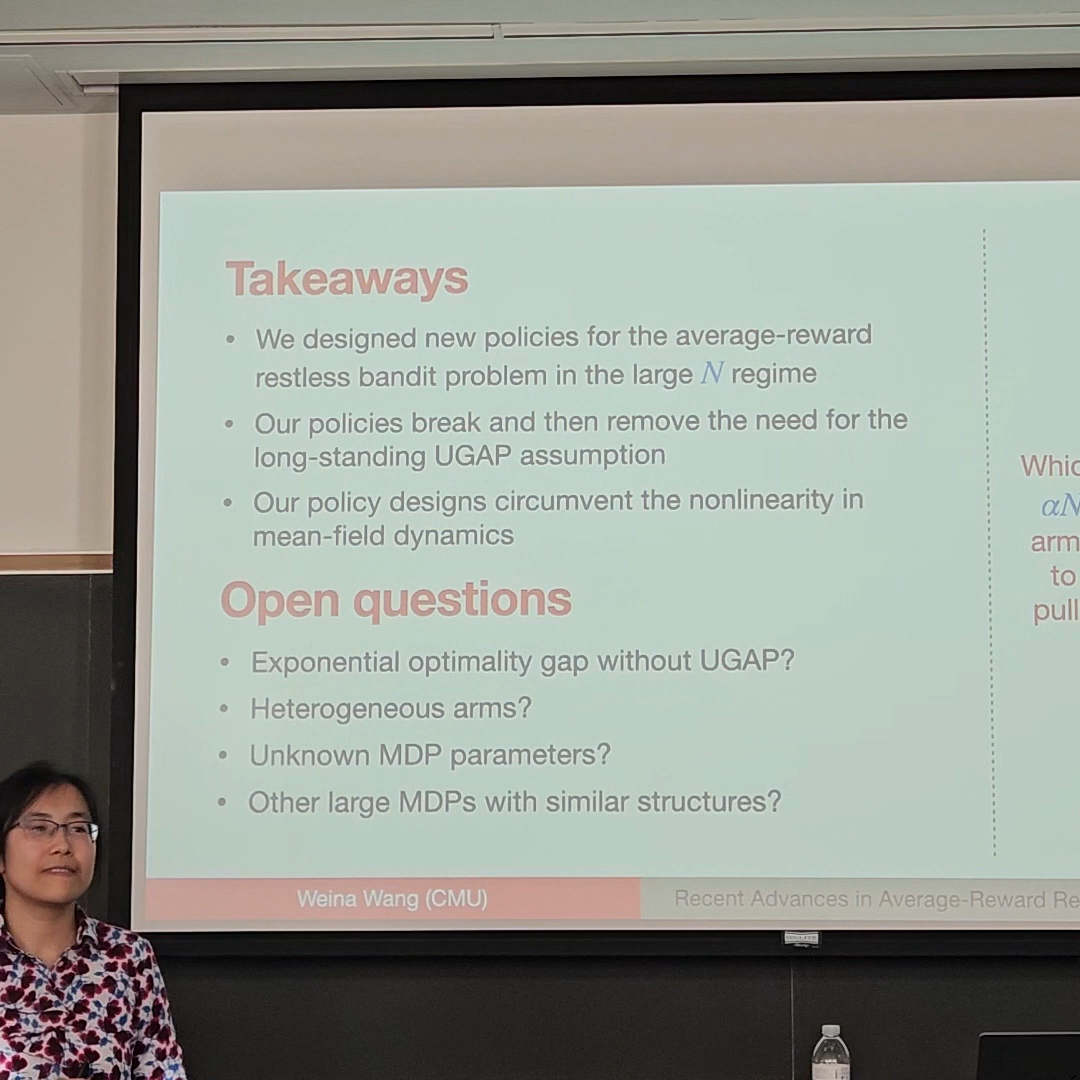 Takeaways
• We designed new policies for the average-reward
restless bandit problem in the large N regime
• Our policies break and then remove the need for the
long-standing UGAP assumption
• Our policy designs circumvent the nonlinearity in
mean-field dynamics
Open questions
• Exponential optimality gap without UGAP?
• Heterogeneous arms?
• Unknown MDP parameters?
• Other large MDPs with similar structures?
Whic
αN
arm
to
pull
Weina Wang (CMU)
Recent Advances in Average-Reward Re